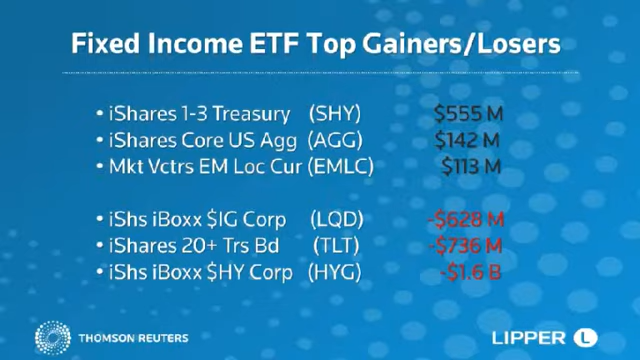 Fixed Income ETF Top Gainers/Losers
• iShares 1-3 Treasury (SHY) $555 M
• iShares Core US Agg (AGG) $142 M
• Mkt Vctrs EM Loc Cur (EMLC) $113 M
• iShs iBoxx $IG Corp (LQD) -$628 M
• iShares 20+ Trs Bd (TLT) -$736 M
• iShs iBoxx $HY Corp (HYG) -$1.6 B
THOMSON REUTERS
LIPPER L